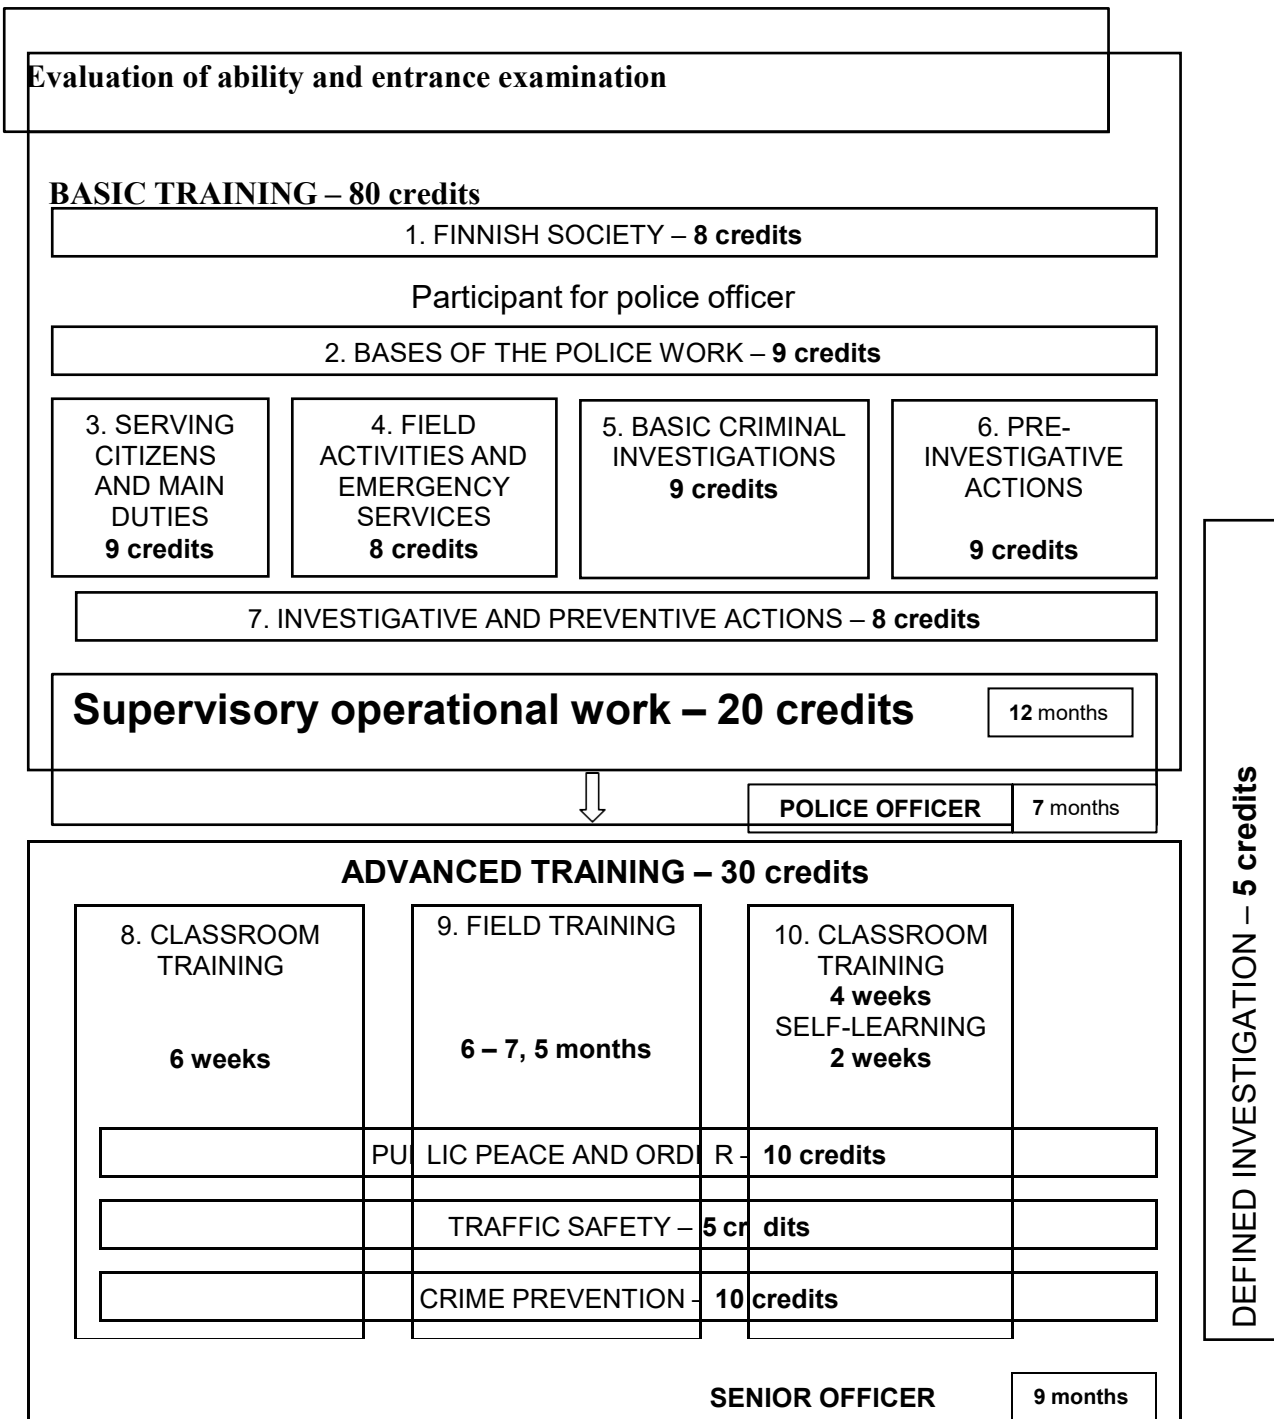 Evaluation of ability and entrance examination
BASIC TRAINING – 80 credits
1. FINNISH SOCIETY – 8 credits
Participant for police officer
2. BASES OF THE POLICE WORK – 9 credits
3. SERVING
CITIZENS
AND MAIN
DUTIES
9 credits
4. FIELD
ACTIVITIES AND
EMERGENCY
SERVICES
8 credits
5. BASIC CRIMINAL
INVESTIGATIONS
9 credits
6. PRE-
INVESTIGATIVE
ACTIONS
9 credits
7. INVESTIGATIVE AND PREVENTIVE ACTIONS – 8 credits
Supervisory operational work – 20 credits
12 months
POLICE OFFICER
7 months
ADVANCED TRAINING – 30 credits
8. CLASSROOM
TRAINING
6 weeks
9. FIELD TRAINING
6 – 7, 5 months
10. CLASSROOM
TRAINING
4 weeks
SELF-LEARNING
2 weeks
PUBLIC PEACE AND ORDER – 10 credits
TRAFFIC SAFETY – 5 credits
CRIME PREVENTION – 10 credits
SENIOR OFFICER
9 months
DEFINED INVESTIGATION – 5 credits